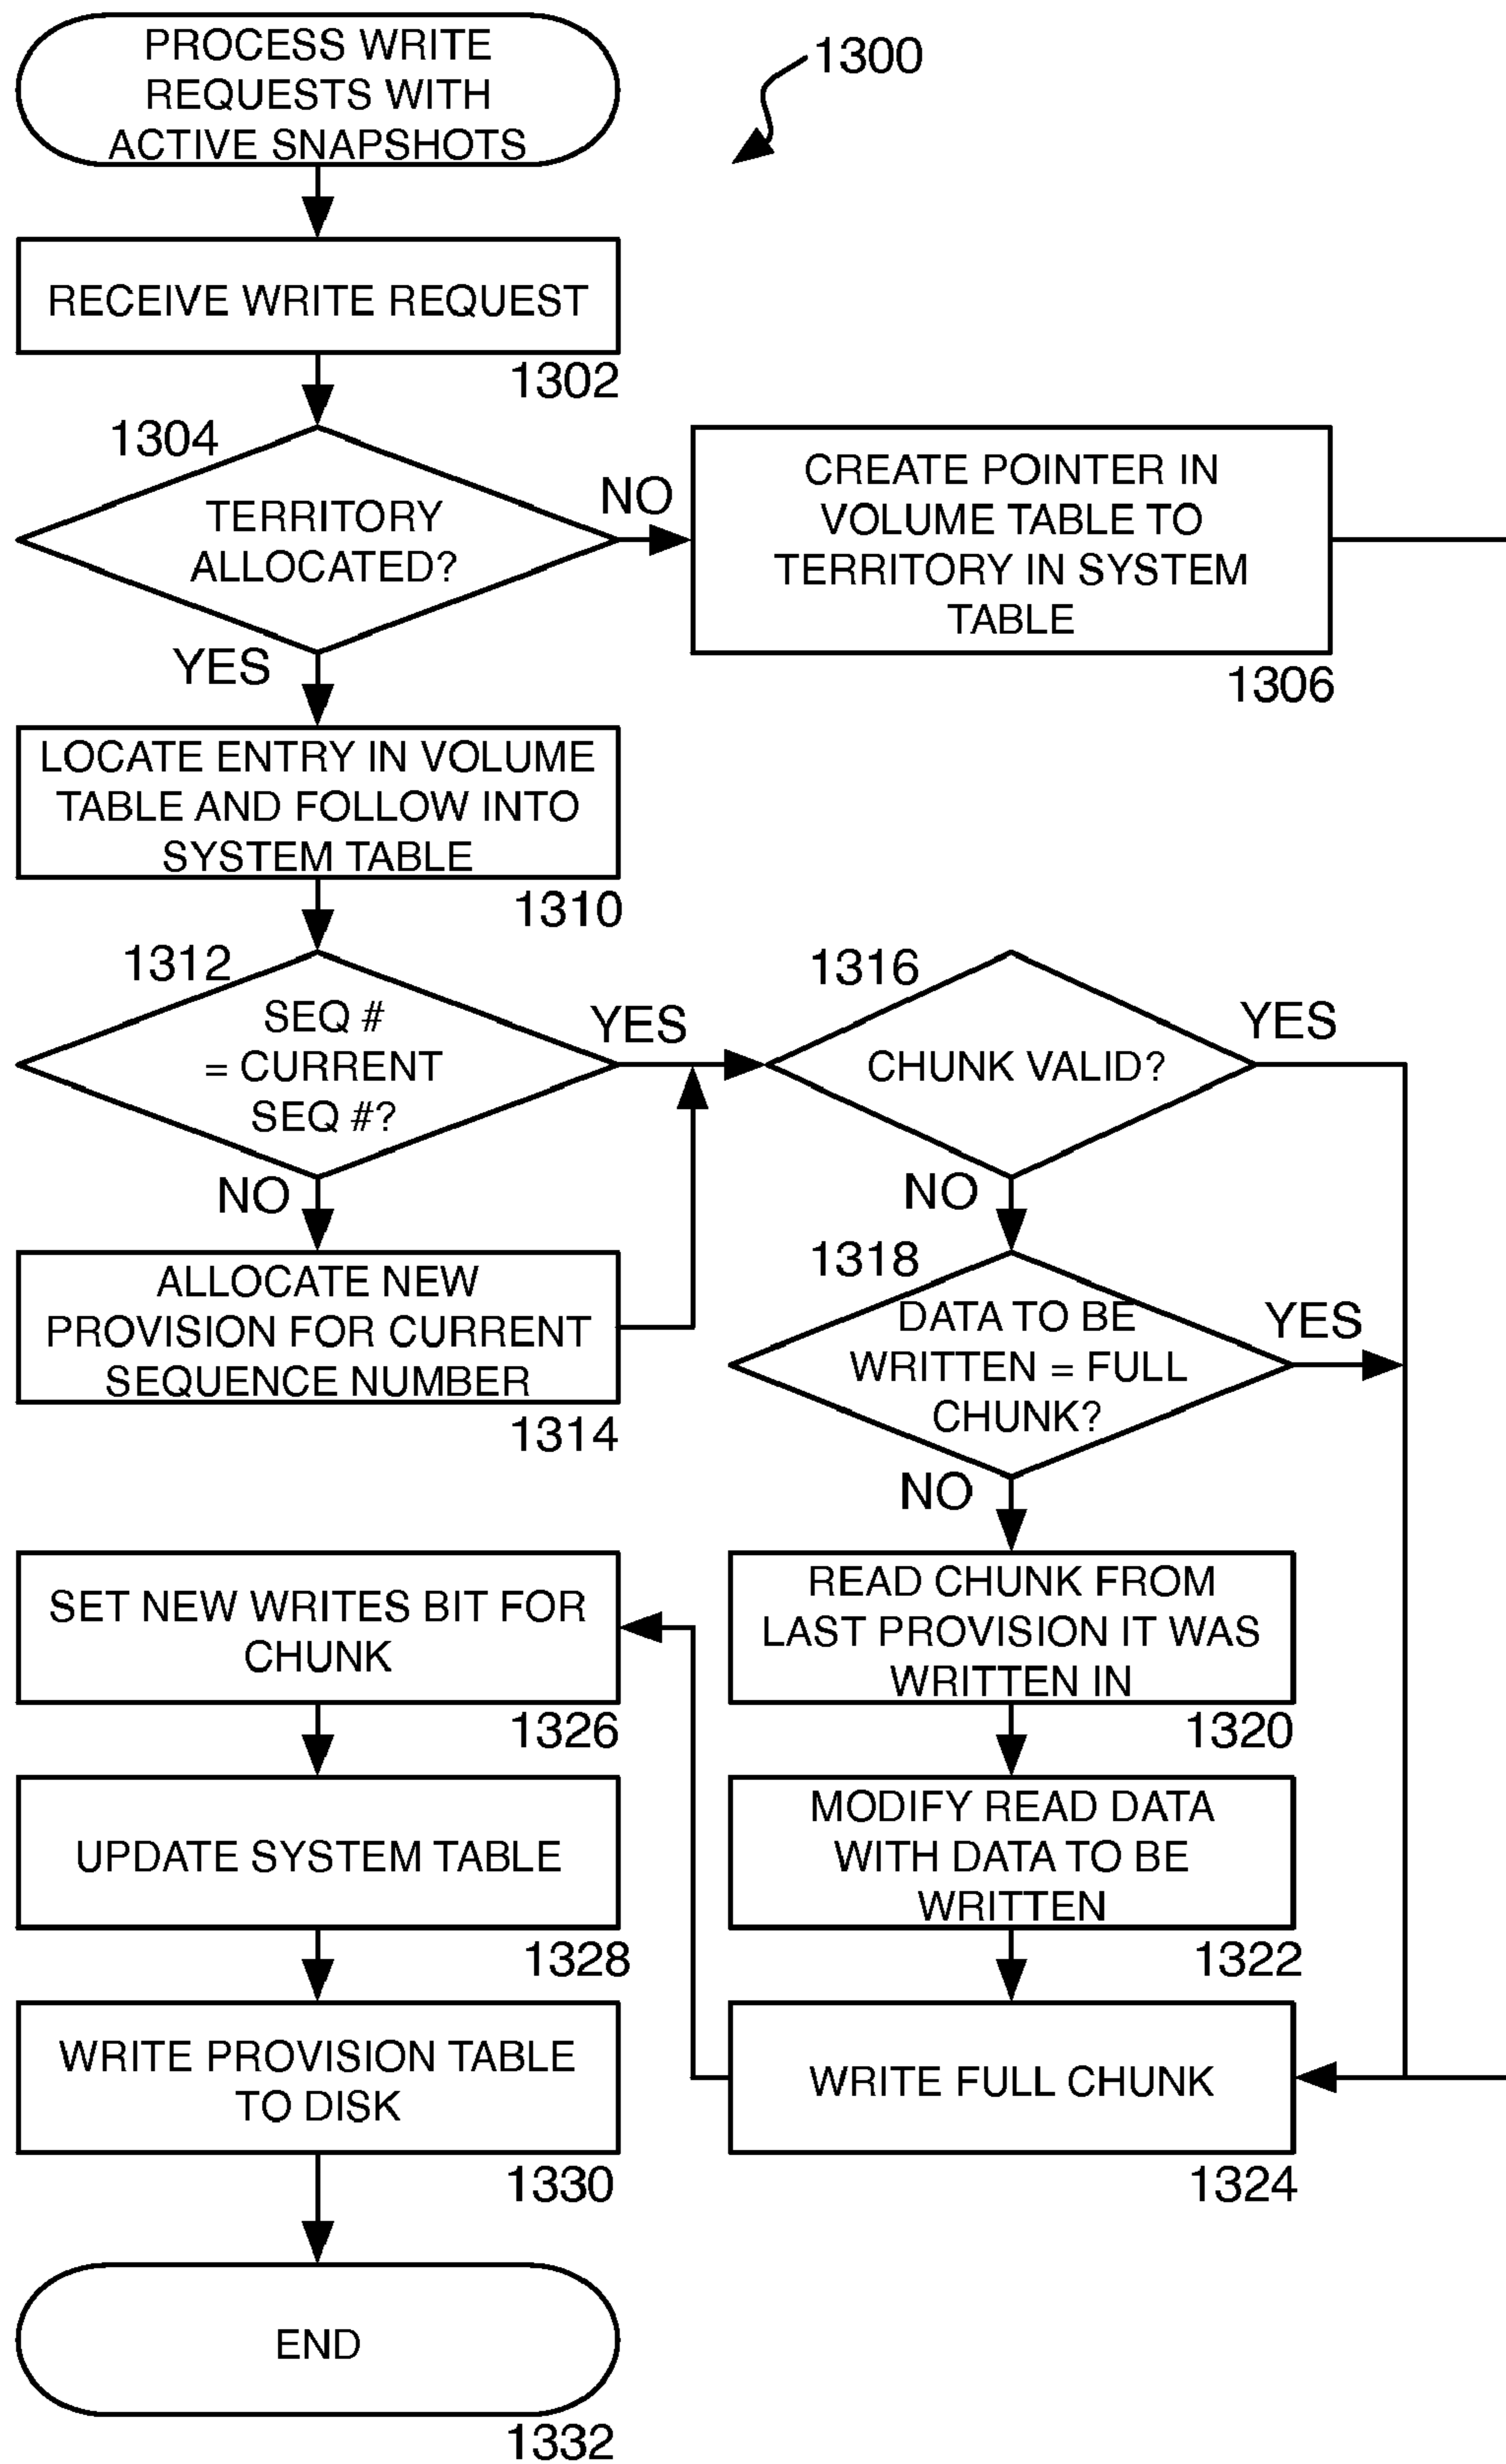 PROCESS WRITE
REQUESTS WITH
ACTIVE SNAPSHOTS
1300
RECEIVE WRITE REQUEST
1302
1304
TERRITORY
ALLOCATED?
NO
YES
CREATE POINTER IN
VOLUME TABLE TO
TERRITORY IN SYSTEM
TABLE
1306
LOCATE ENTRY IN VOLUME
TABLE AND FOLLOW INTO
SYSTEM TABLE
1310
1312
SEQ #
= CURRENT
SEQ #?
YES
NO
ALLOCATE NEW
PROVISION FOR CURRENT
SEQUENCE NUMBER
1314
1316
CHUNK VALID?
YES
NO
1318
DATA TO BE
WRITTEN = FULL
CHUNK?
YES
NO
READ CHUNK FROM
LAST PROVISION IT WAS
WRITTEN IN
1320
MODIFY READ DATA
WITH DATA TO BE
WRITTEN
1322
WRITE FULL CHUNK
1324
SET NEW WRITES BIT FOR
CHUNK
1326
UPDATE SYSTEM TABLE
1328
WRITE PROVISION TABLE
TO DISK
1330
END
1332